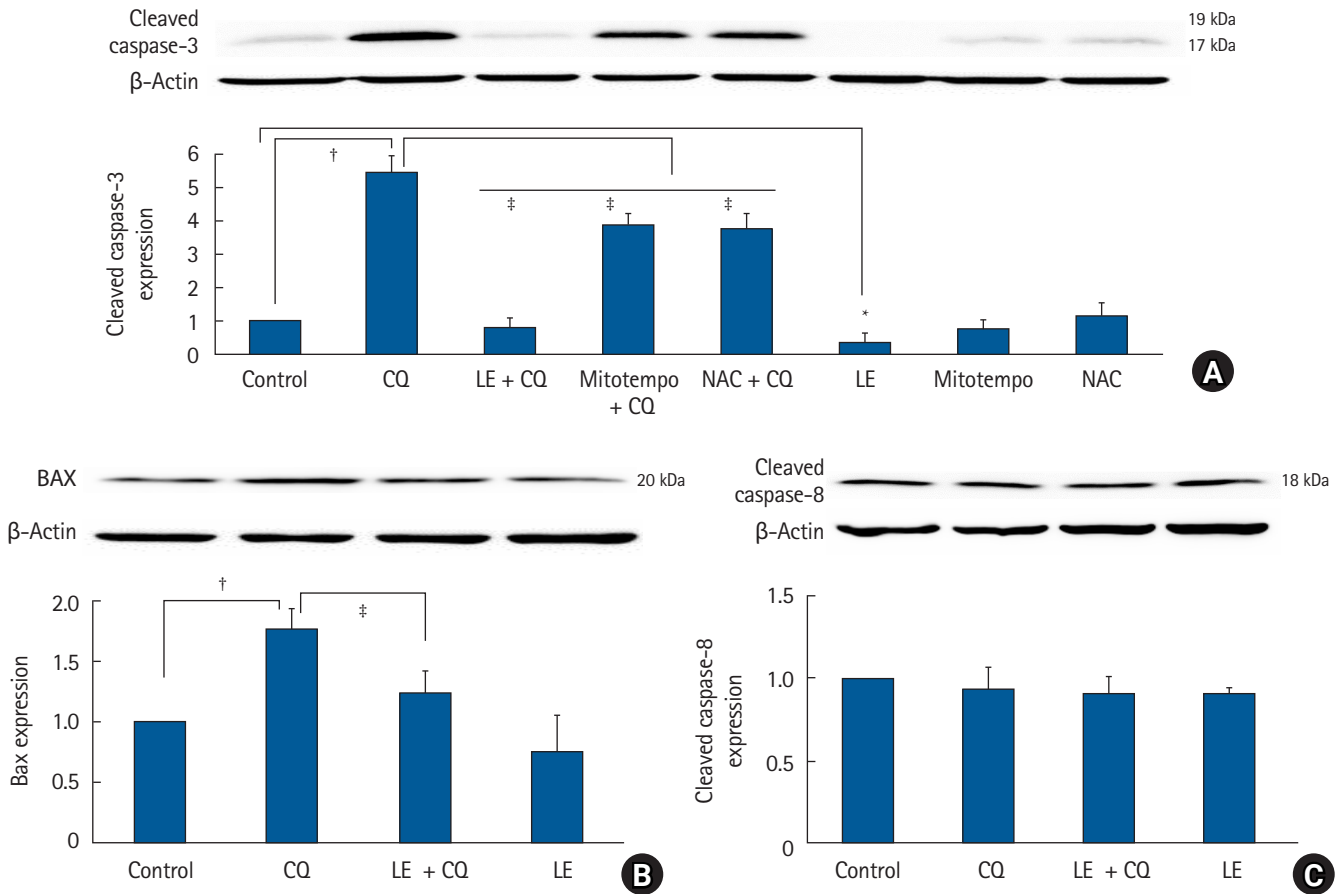 Cleaved
caspase-3
19 kDa
17 kDa
β-Actin
†
6
5
4
3
2
1
0
Cleaved caspase-3
expression
‡ ‡ ‡
*
Control CQ LE + CQ Mitotempo
+ CQ NAC + CQ LE Mitotempo NAC
A
BAX
20 kDa
β-Actin
†
‡
2.0
1.5
1.0
0.5
0
Bax expression
Control CQ LE + CQ LE
B
Cleaved
caspase-8
18 kDa
β-Actin
1.5
1.0
0.5
0
Cleaved caspase-8
expression
Control CQ LE + CQ LE
C